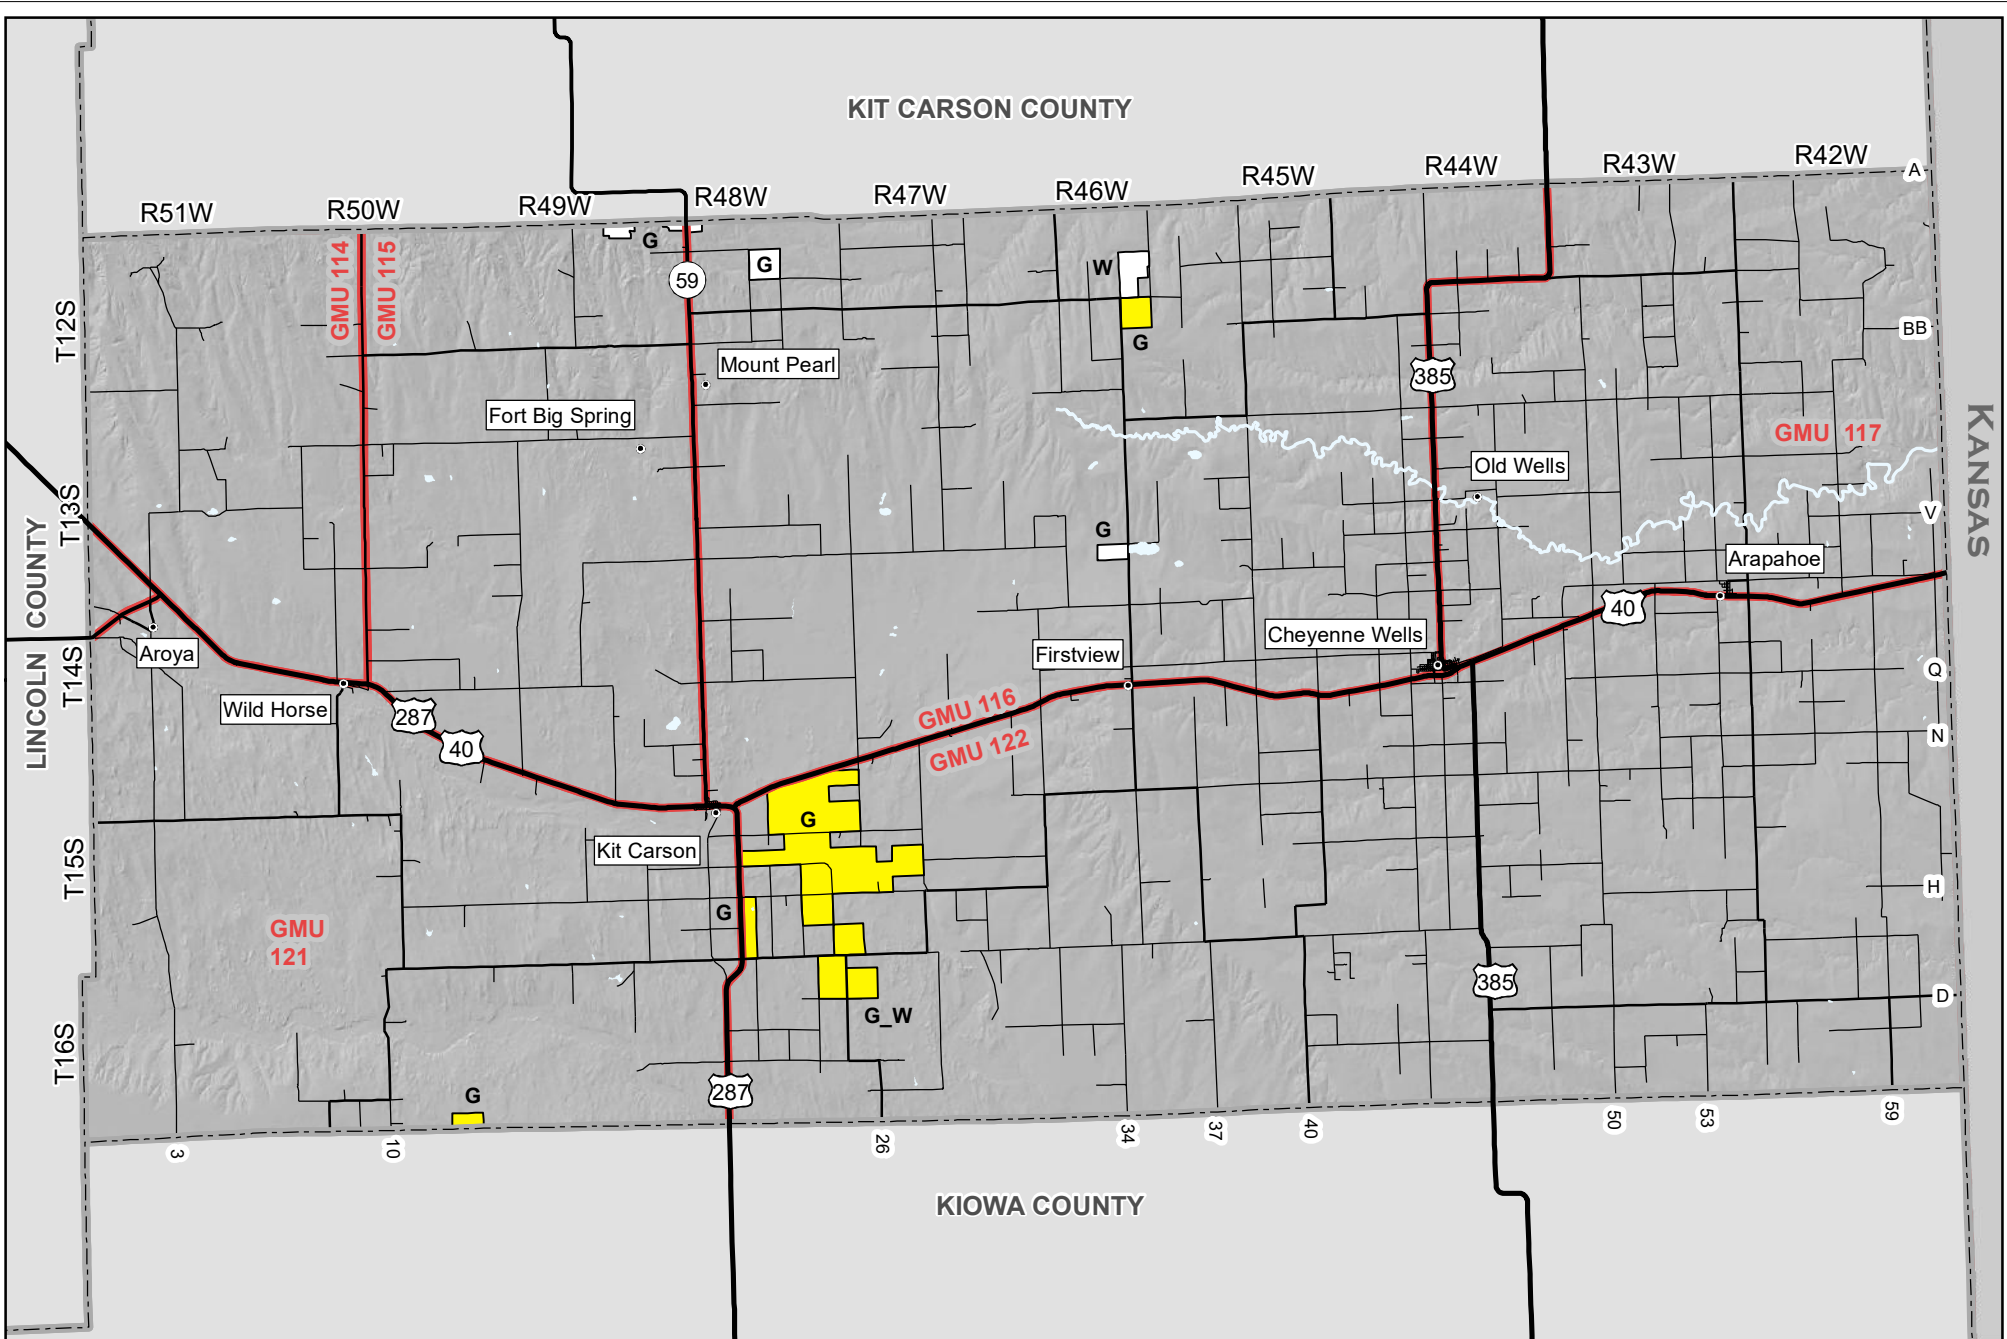 KIT CARSON COUNTY
R51W
R50W
R49W
R48W
R47W
R46W
R45W
R44W
R43W
R42W
A
GMU 114
GMU 115
G
G
59
W
G
BB
T12S
Mount Pearl
385
Fort Big Spring
GMU 117
KANSAS
Old Wells
T13S
G
V
Arapahoe
LINCOLN COUNTY
40
Cheyenne Wells
Firstview
Aroya
T14S
Q
Wild Horse
287
40
GMU 116
GMU 122
N
G
Kit Carson
T15S
H
G
GMU
121
385
D
G_W
T16S
287
G
3
10
26
34
37
40
50
53
59
KIOWA COUNTY